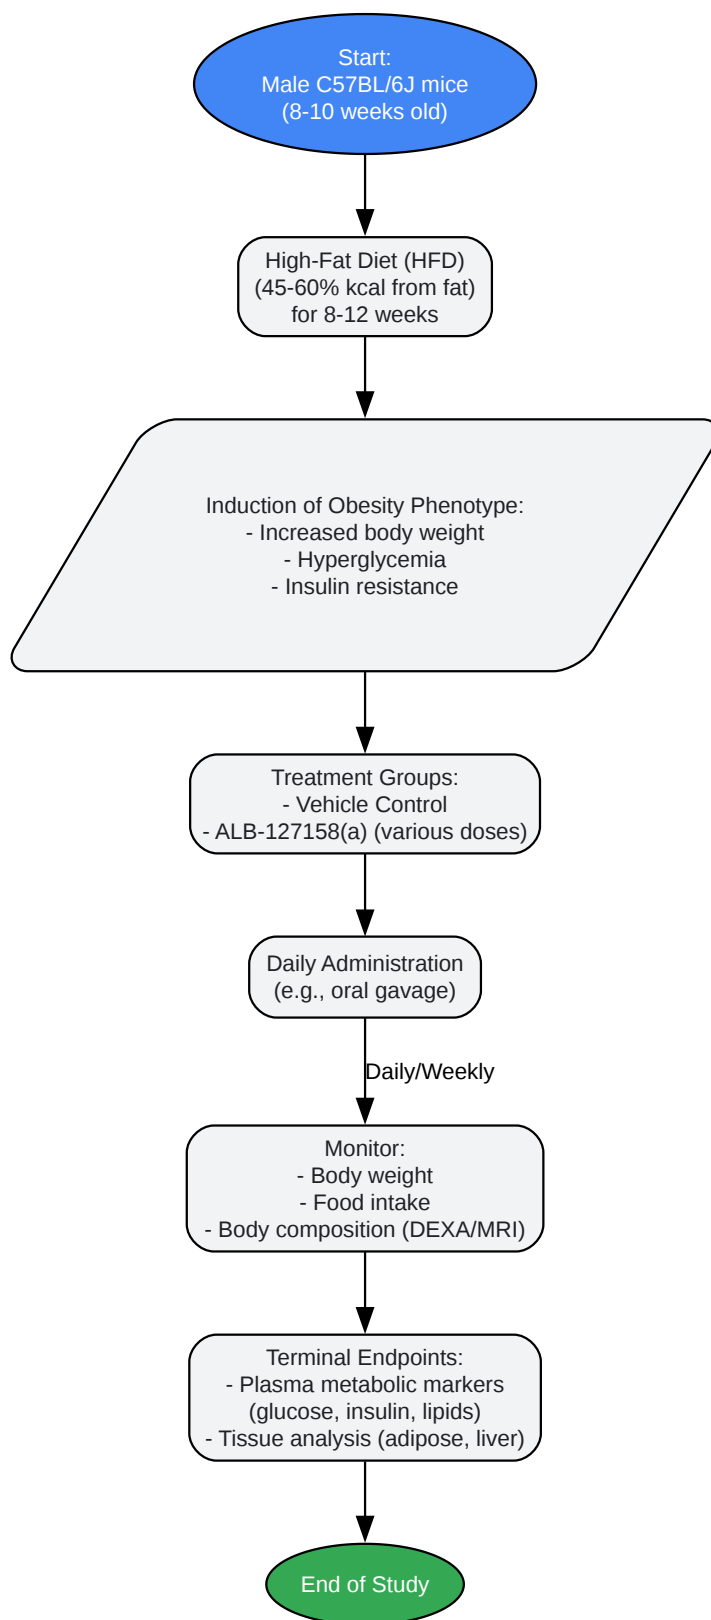 Start:
Male C57BL/6J mice
(8-10 weeks old)
High-Fat Diet (HFD)
(45-60% kcal from fat)
for 8-12 weeks
Induction of Obesity Phenotype:
- Increased body weight
- Hyperglycemia
- Insulin resistance
Treatment Groups:
- Vehicle Control
- ALB-127158(a) (various doses)
Daily Administration
(e.g., oral gavage)
Daily/Weekly
Monitor:
- Body weight
- Food intake
- Body composition (DEXA/MRI)
Terminal Endpoints:
- Plasma metabolic markers
(glucose, insulin, lipids)
- Tissue analysis (adipose, liver)
End of Study